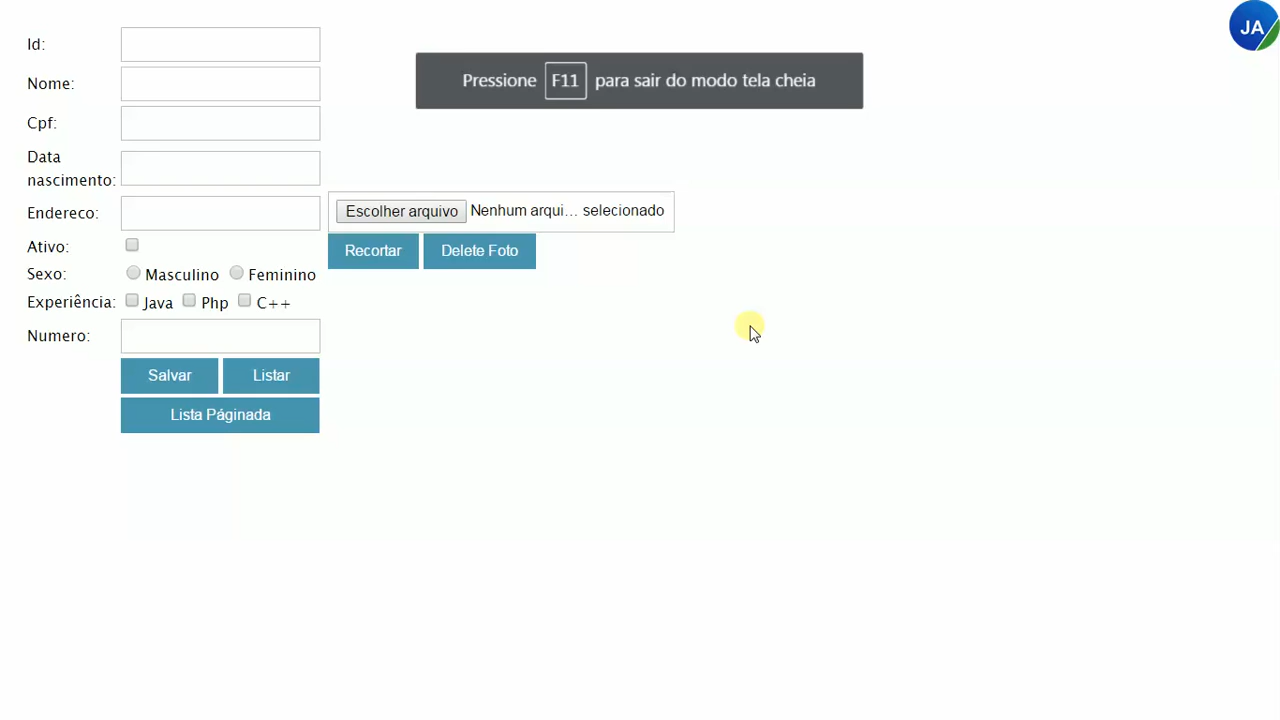 JA
Pressione F11 para sair do modo tela cheia
Id:
Nome:
Cpf:
Data
nascimento:
Endereco:
Escolher arquivo Nenhum arqui... selecionado
Ativo:
Recortar Delete Foto
Sexo: Masculino Feminino
Experiência: Java Php C++
Numero:
Salvar Listar
Lista Páginada